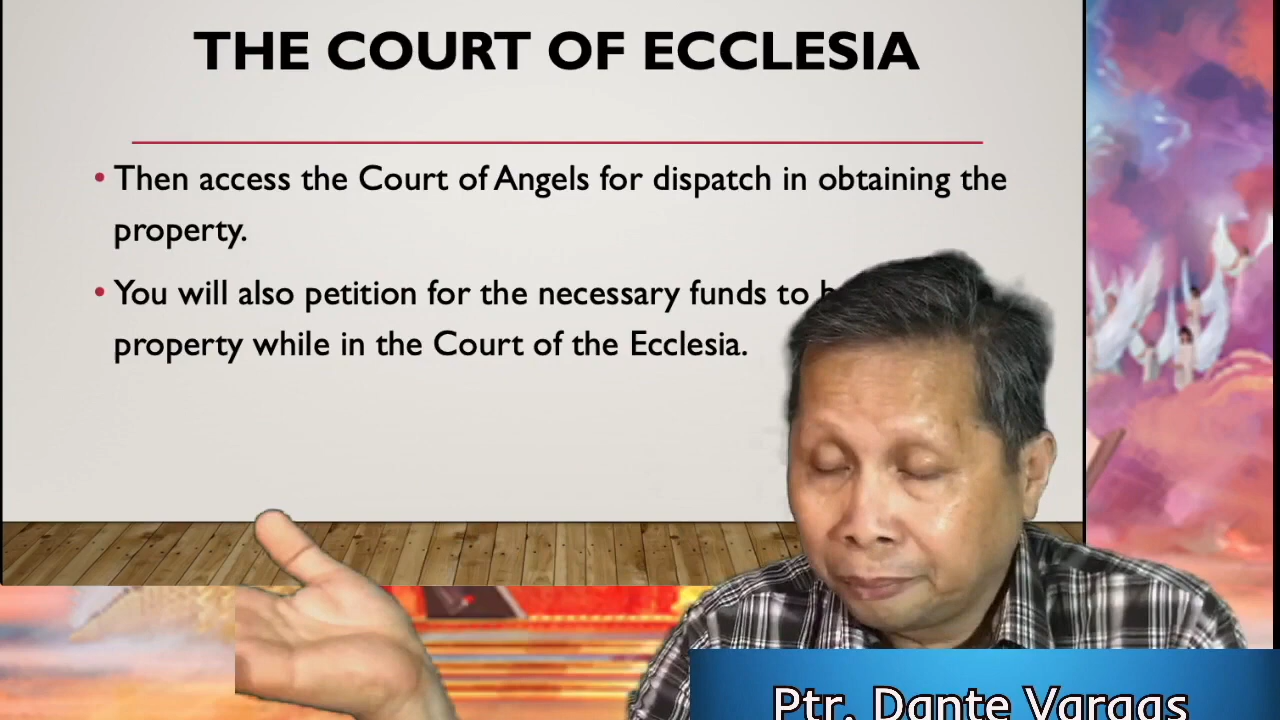 THE COURT OF ECCLESIA
• Then access the Court of Angels for dispatch in obtaining the
property.
• You will also petition for the necessary funds to
property while in the Court of the Ecclesia.
Ptr. Dante Vargas